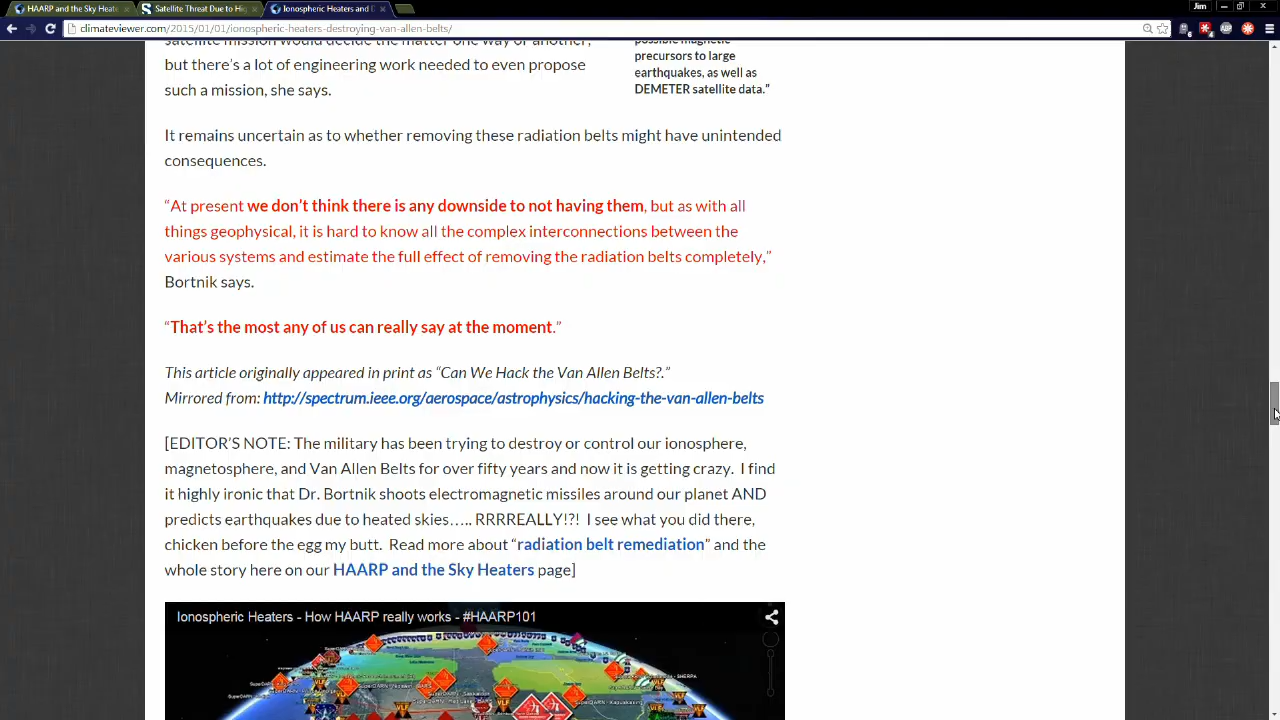 HAARP and the Sky Heate
Satellite Threat Due to Hig
Ionospheric Heaters and D
Jim
climateviewer.com/2015/01/01/ionospheric-heaters-destroying-van-allen-belts/
satellite mission would decide the matter one way or another,
but there's a lot of engineering work needed to even propose
such a mission, she says.
possible magnetic
precursors to large
earthquakes, as well as
DEMETER satellite data.”
It remains uncertain as to whether removing these radiation belts might have unintended
consequences.
“At present we don’t think there is any downside to not having them, but as with all
things geophysical, it is hard to know all the complex interconnections between the
various systems and estimate the full effect of removing the radiation belts completely,”
Bortnik says.
“That’s the most any of us can really say at the moment.”
This article originally appeared in print as “Can We Hack the Van Allen Belts?.”
Mirrored from: http://spectrum.ieee.org/aerospace/astrophysics/hacking-the-van-allen-belts
[EDITOR’S NOTE: The military has been trying to destroy or control our ionosphere,
magnetosphere, and Van Allen Belts for over fifty years and now it is getting crazy.  I find
it highly ironic that Dr. Bortnik shoots electromagnetic missiles around our planet AND
predicts earthquakes due to heated skies….. RRRREALLY!?!  I see what you did there,
chicken before the egg my butt.  Read more about “radiation belt remediation” and the
whole story here on our HAARP and the Sky Heaters page]
Ionospheric Heaters - How HAARP really works - #HAARP101